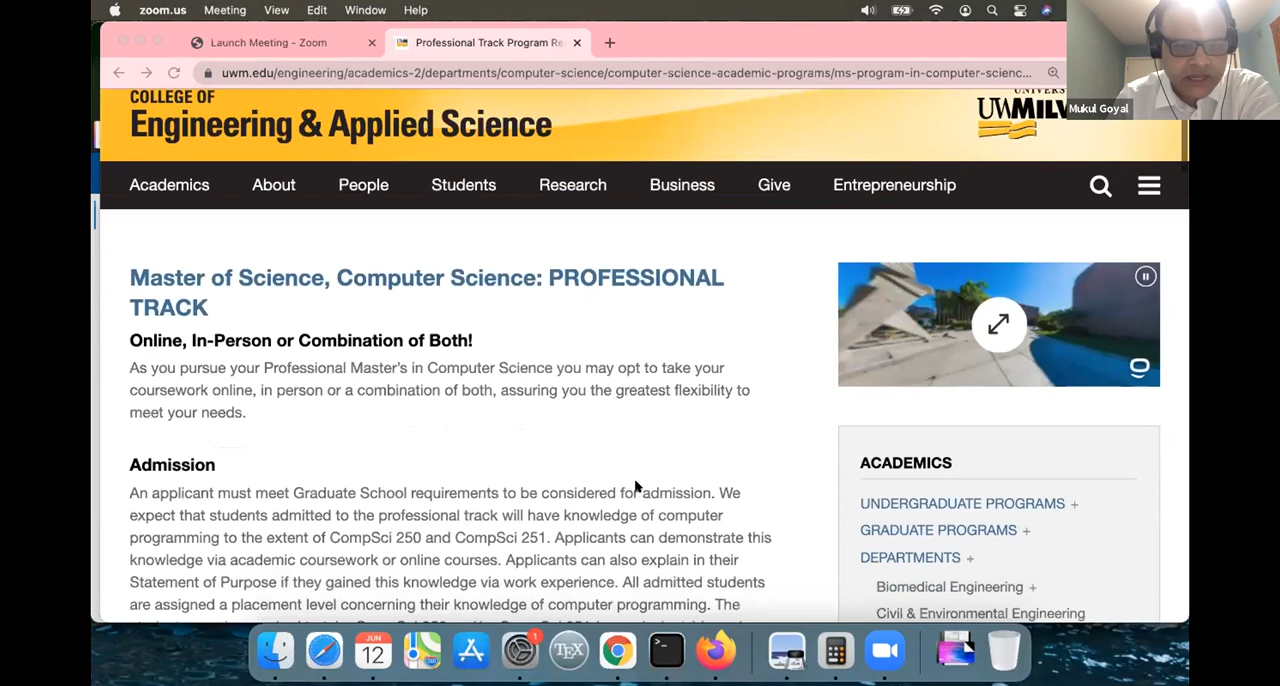 zoom.us Meeting View Edit Window Help
Launch Meeting - Zoom
Professional Track Program Re
uwm.edu/engineering/academics-2/departments/computer-science/computer-science-academic-programs/ms-program-in-computer-scienc...
COLLEGE OF
Engineering & Applied Science
Mukul Goyal
Academics About People Students Research Business Give Entrepreneurship
Master of Science, Computer Science: PROFESSIONAL
TRACK
Online, In-Person or Combination of Both!
As you pursue your Professional Master's in Computer Science you may opt to take your
coursework online, in person or a combination of both, assuring you the greatest flexibility to
meet your needs.
Admission
An applicant must meet Graduate School requirements to be considered for admission. We
expect that students admitted to the professional track will have knowledge of computer
programming to the extent of CompSci 250 and CompSci 251. Applicants can demonstrate this
knowledge via academic coursework or online courses. Applicants can also explain in their
Statement of Purpose if they gained this knowledge via work experience. All admitted students
are assigned a placement level concerning their knowledge of computer programming. The
ACADEMICS
UNDERGRADUATE PROGRAMS +
GRADUATE PROGRAMS +
DEPARTMENTS +
Biomedical Engineering +
Civil & Environmental Engineering
JUN
12
1
TEX